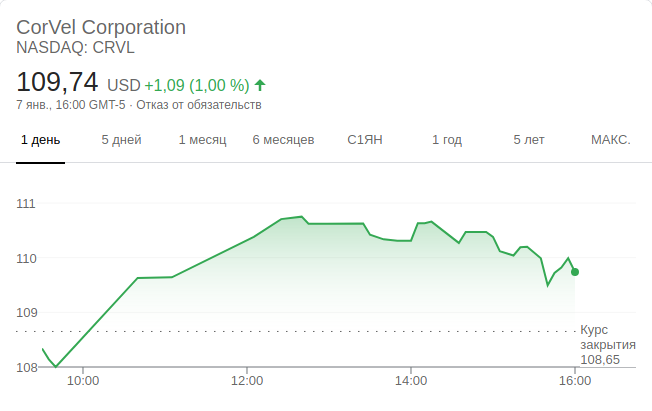 CorVel Corporation
NASDAQ: CRVL
109,74 USD +1,09 (1,00 %)
7 янв., 16:00 GMT-5 · Отказ от обязательств
1 день 5 дней 1 месяц 6 месяцев С1ЯН 1 год 5 лет МАКС.
111
110
109
108
Курс
закрытия
108,65
10:00 12:00 14:00 16:00